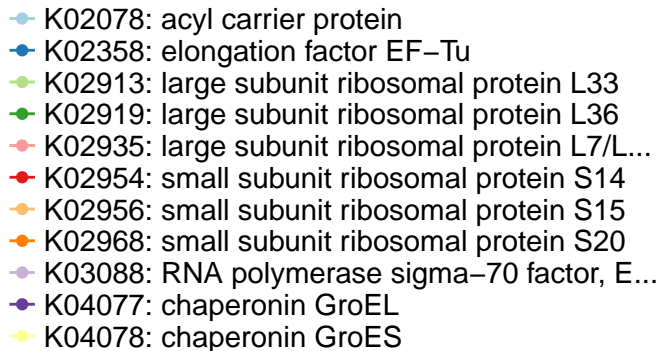 K02078: acyl carrier protein
K02358: elongation factor EF−Tu
K02913: large subunit ribosomal protein L33
K02919: large subunit ribosomal protein L36
K02935: large subunit ribosomal protein L7/L...
K02954: small subunit ribosomal protein S14
K02956: small subunit ribosomal protein S15
K02968: small subunit ribosomal protein S20
K03088: RNA polymerase sigma−70 factor, E...
K04077: chaperonin GroEL
K04078: chaperonin GroES